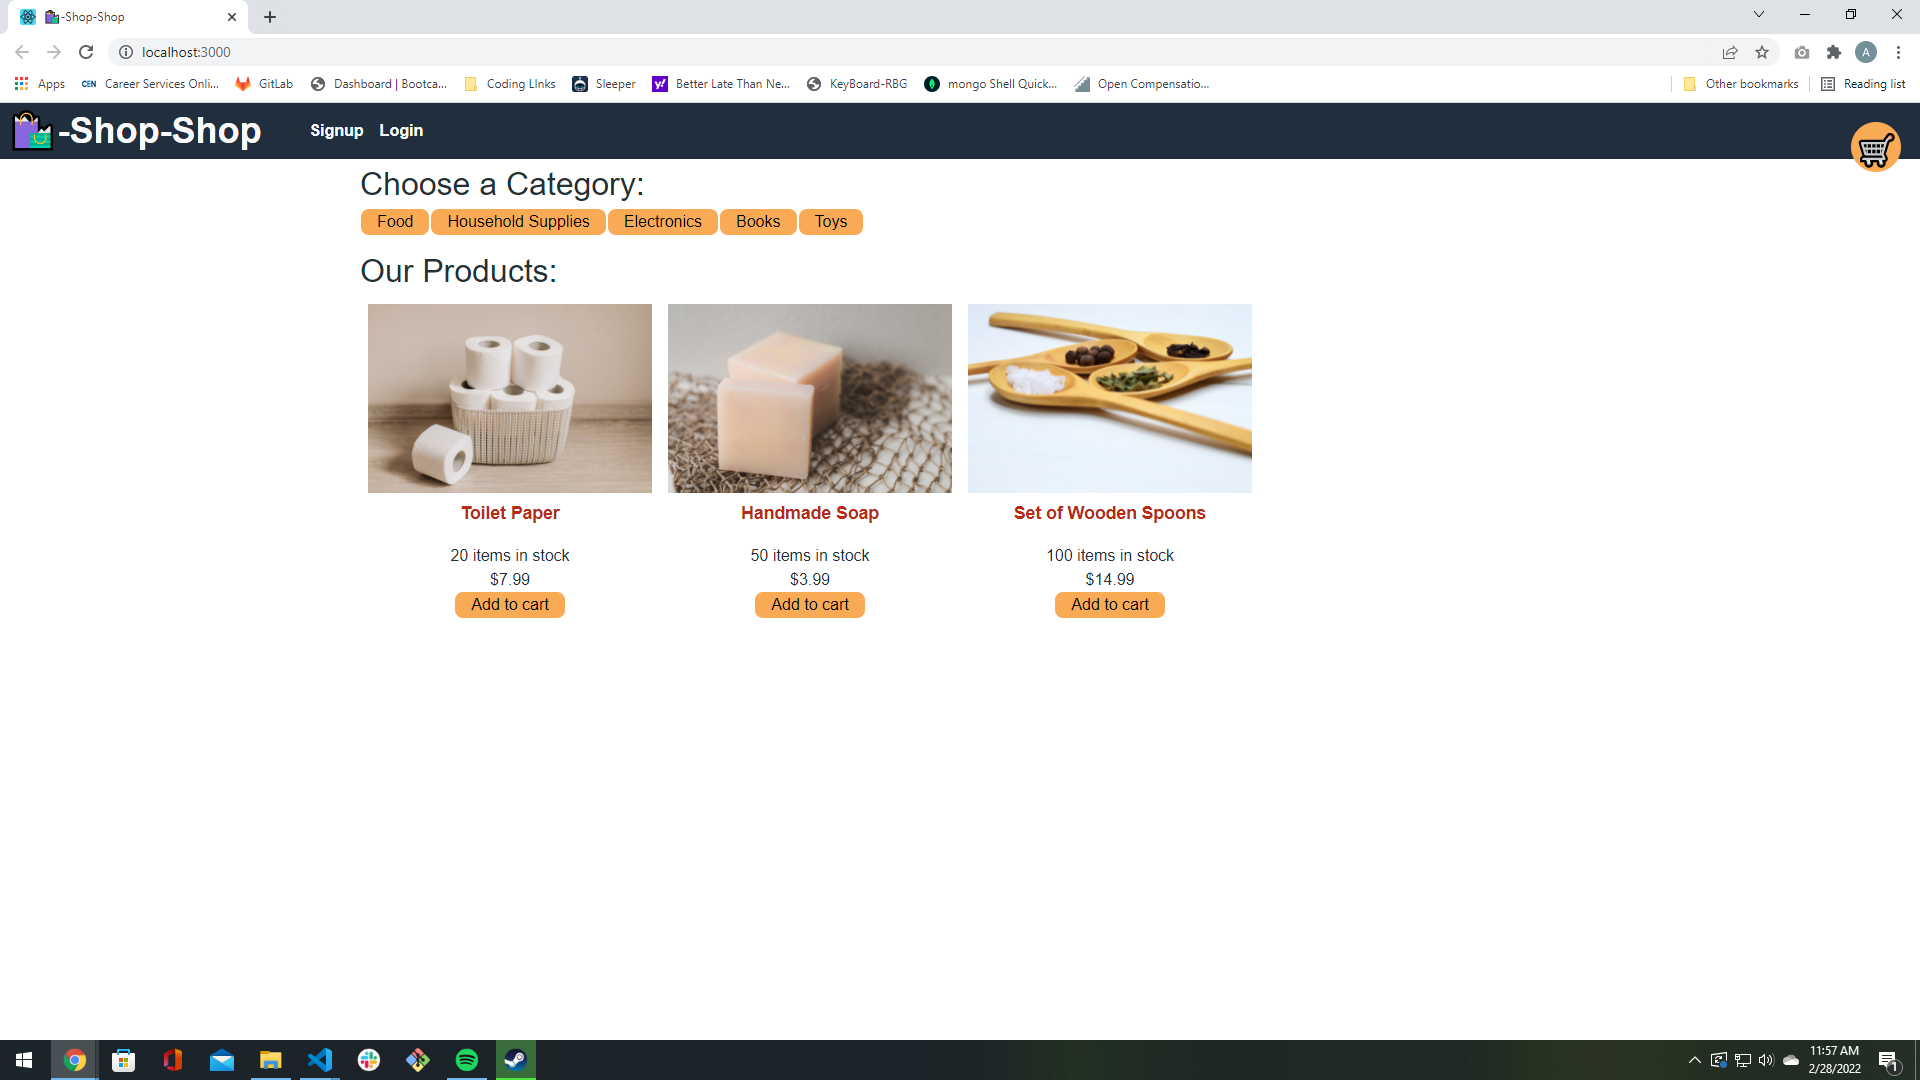 -Shop-Shop
localhost:3000
Apps CEN Career Services Onli... GitLab Dashboard | Bootca... Coding LInks Sleeper Better Late Than Ne... KeyBoard-RBG mongo Shell Quick... Open Compensatio... Other bookmarks Reading list
-Shop-Shop Signup Login
Choose a Category:
Food Household Supplies Electronics Books Toys
Our Products:
Toilet Paper Handmade Soap Set of Wooden Spoons
20 items in stock 50 items in stock 100 items in stock
$7.99 $3.99 $14.99
Add to cart Add to cart Add to cart
11:57 AM
2/28/2022
1
A